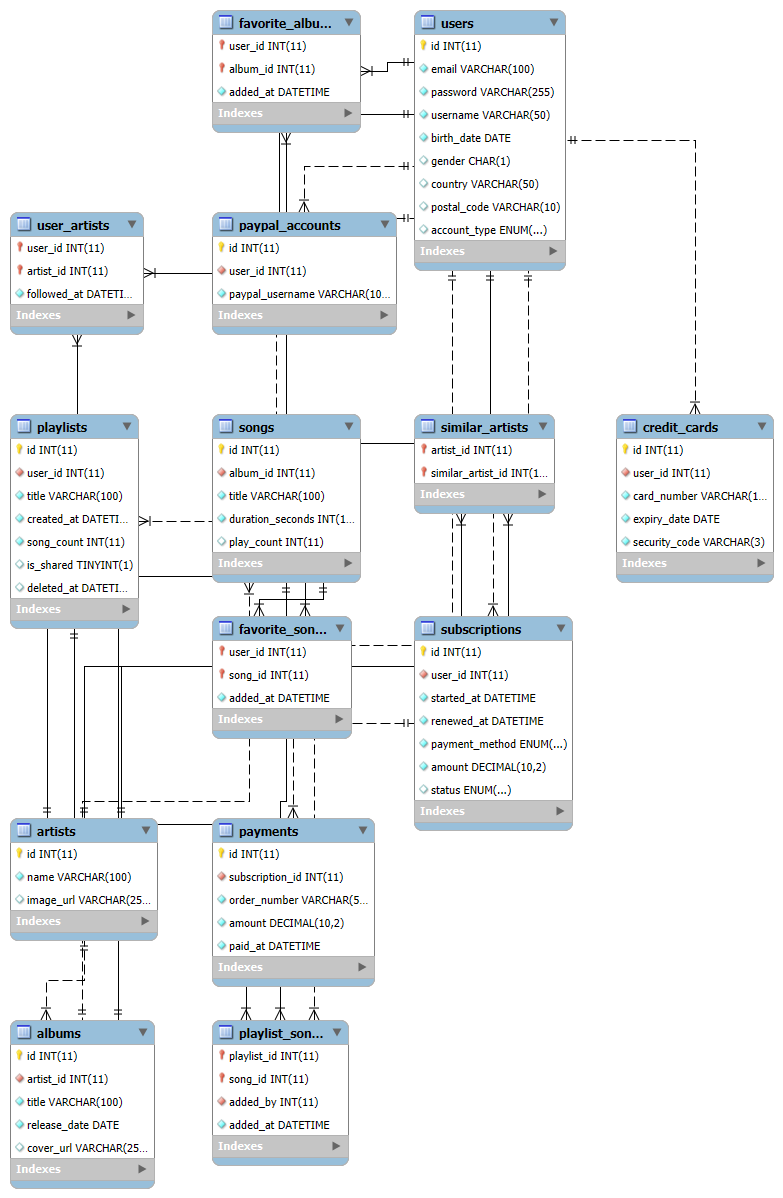 favorite_albu...
user_id INT(11)
album_id INT(11)
added_at DATETIME
Indexes
users
id INT(11)
email VARCHAR(100)
password VARCHAR(255)
username VARCHAR(50)
birth_date DATE
gender CHAR(1)
country VARCHAR(50)
postal_code VARCHAR(10)
account_type ENUM(...)
Indexes
user_artists
user_id INT(11)
artist_id INT(11)
followed_at DATETI...
Indexes
paypal_accounts
id INT(11)
user_id INT(11)
paypal_username VARCHAR(10...
Indexes
playlists
id INT(11)
user_id INT(11)
title VARCHAR(100)
created_at DATETI...
song_count INT(11)
is_shared TINYINT(1)
deleted_at DATETI...
Indexes
songs
id INT(11)
album_id INT(11)
title VARCHAR(100)
duration_seconds INT(1...
play_count INT(11)
Indexes
similar_artists
artist_id INT(11)
similar_artist_id INT(1...
Indexes
credit_cards
id INT(11)
user_id INT(11)
card_number VARCHAR(1...
expiry_date DATE
security_code VARCHAR(3)
Indexes
favorite_son...
user_id INT(11)
song_id INT(11)
added_at DATETIME
Indexes
subscriptions
id INT(11)
user_id INT(11)
started_at DATETIME
renewed_at DATETIME
payment_method ENUM(...)
amount DECIMAL(10,2)
status ENUM(...)
Indexes
artists
id INT(11)
name VARCHAR(100)
image_url VARCHAR(25...
Indexes
payments
id INT(11)
subscription_id INT(11)
order_number VARCHAR(5...
amount DECIMAL(10,2)
paid_at DATETIME
Indexes
albums
id INT(11)
artist_id INT(11)
title VARCHAR(100)
release_date DATE
cover_url VARCHAR(25...
Indexes
playlist_son...
playlist_id INT(11)
song_id INT(11)
added_by INT(11)
added_at DATETIME
Indexes